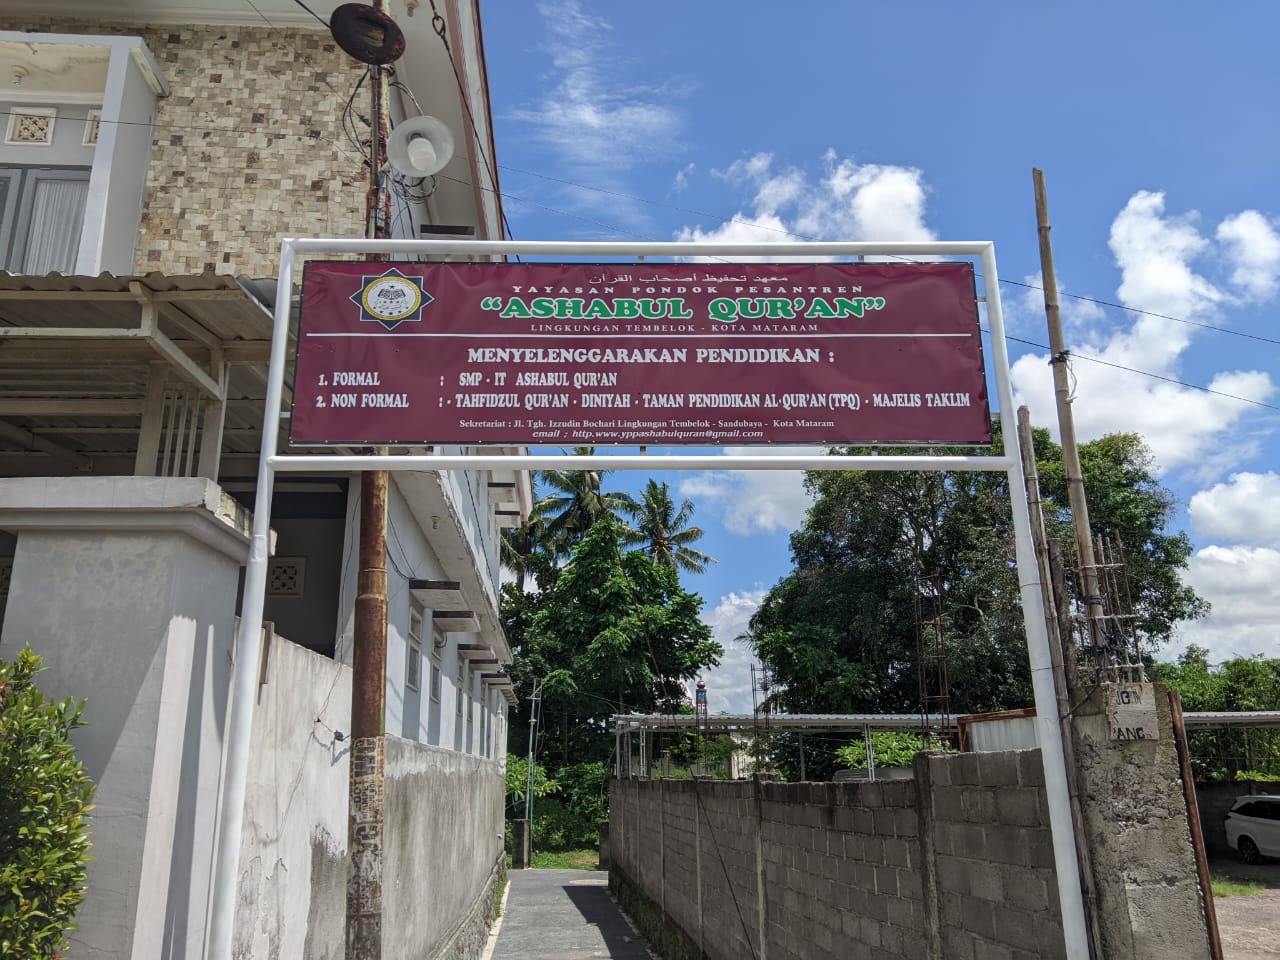 معهد تحفيظ أصحاب القرآن
YAYASAN PONDOK PESANTREN
“ASHABUL QUR'AN”
LINGKUNGAN TEMBELOK - KOTA MATARAM
MENYELENGGARAKAN PENDIDIKAN :
1. FORMAL : SMP - IT ASHABUL QUR'AN
2. NON FORMAL : - TAHFIDZUL QUR'AN - DINIYAH - TAMAN PENDIDIKAN AL-QUR'AN (TPQ) - MAJELIS TAKLIM
Sekretariat : Jl. Tgh. Izzudin Bochari Lingkungan Tembelok - Sandubaya - Kota Mataram
email ; http.www.yppashabulquran@gmail.com